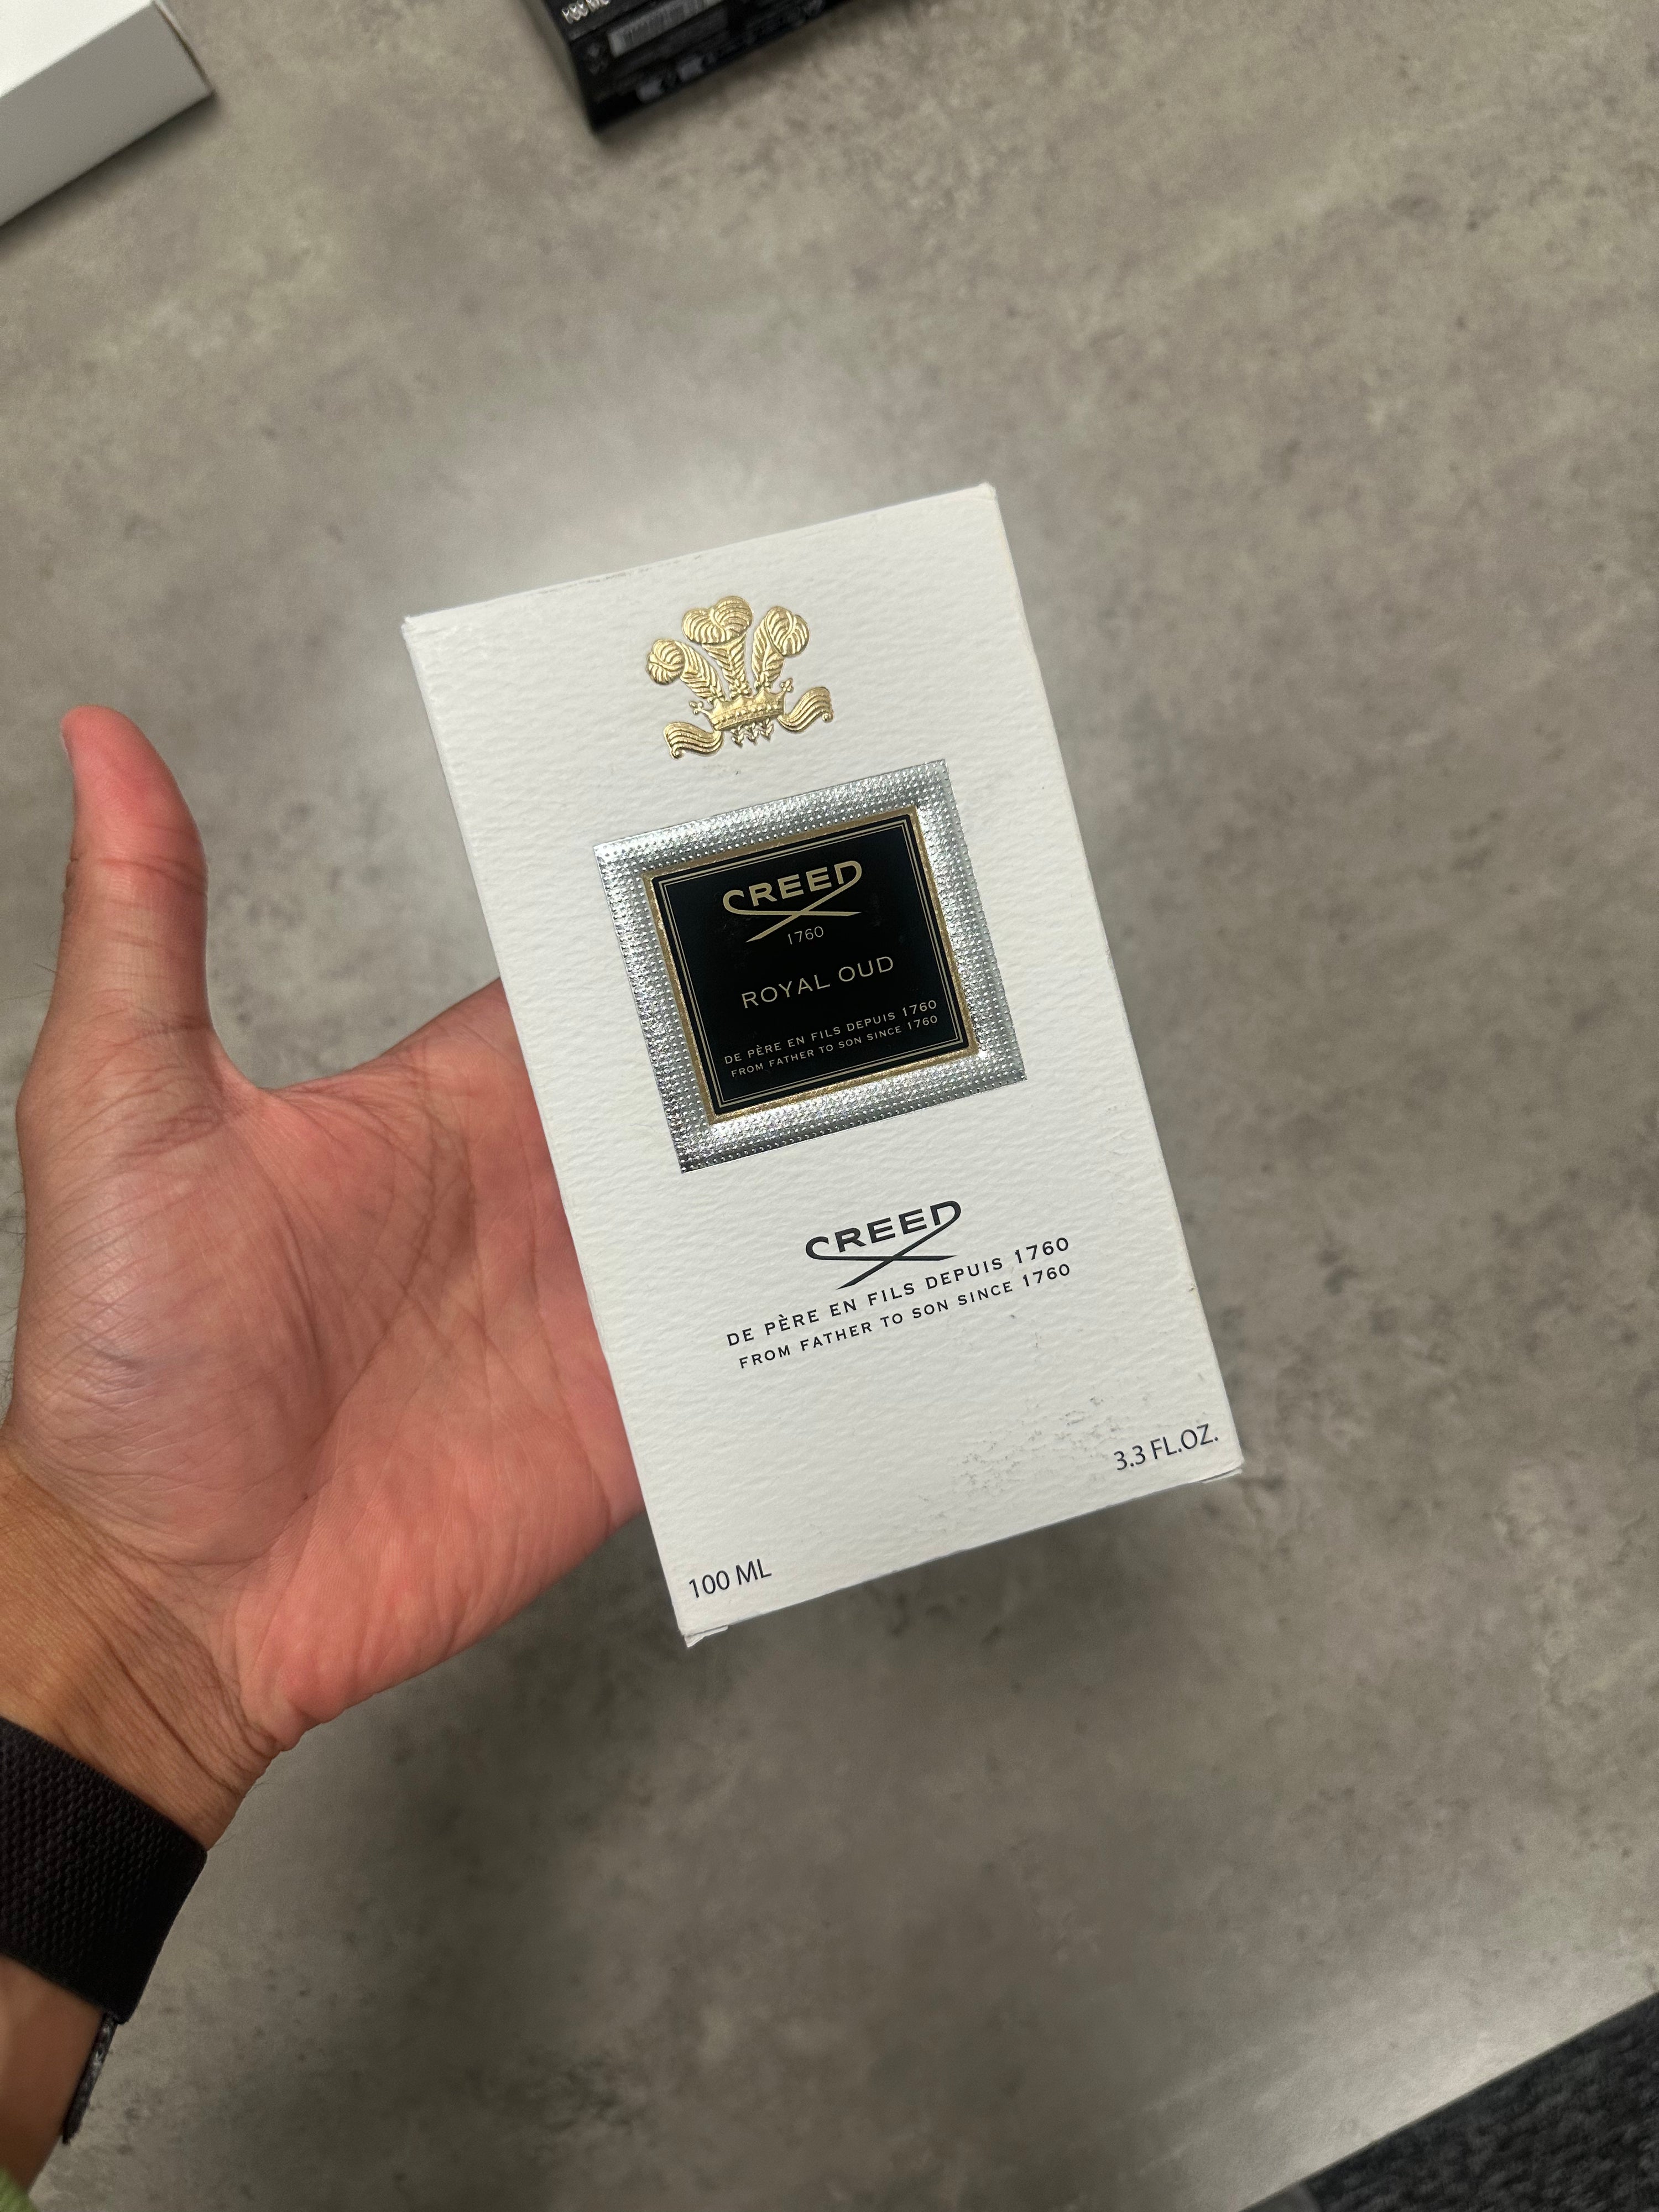 CREED
1760
ROYAL OUD
DE PÈRE EN FILS DEPUIS 1760
FROM FATHER TO SON SINCE 1760
CREED
DE PÈRE EN FILS DEPUIS 1760
FROM FATHER TO SON SINCE 1760
100 ML
3.3 FL.OZ.